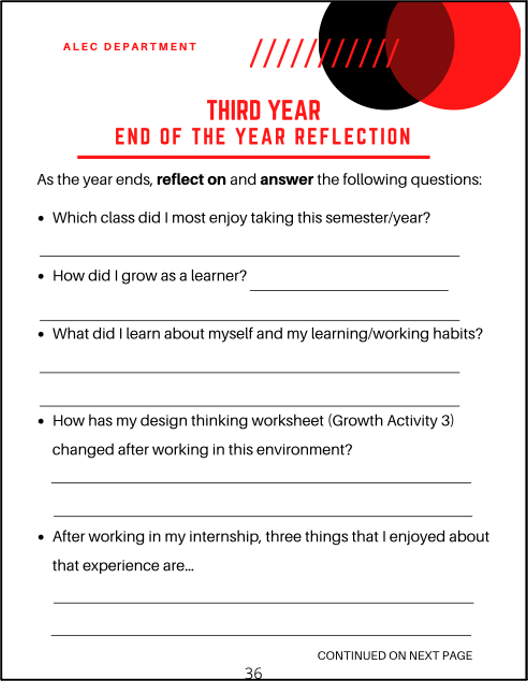 ALEC DEPARTMENT
THIRD YEAR
END OF THE YEAR REFLECTION
As the year ends, reflect on and answer the following questions:
• Which class did I most enjoy taking this semester/year?
• How did I grow as a learner?
• What did I learn about myself and my learning/working habits?
• How has my design thinking worksheet (Growth Activity 3)
changed after working in this environment?
• After working in my internship, three things that I enjoyed about
that experience are...
CONTINUED ON NEXT PAGE
36